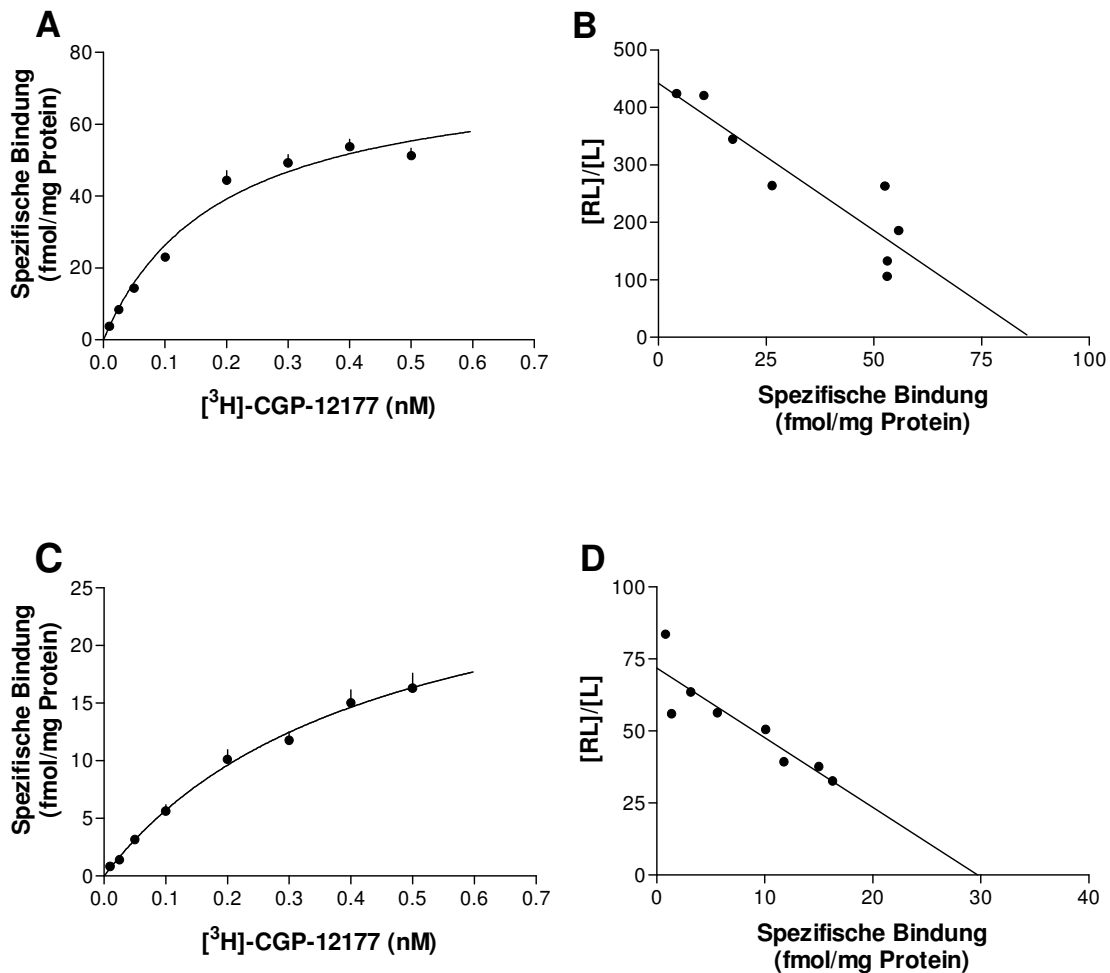 A
80
60
40
20
0
Spezifische Bindung
(fmol/mg Protein)
0.0 0.1 0.2 0.3 0.4 0.5 0.6 0.7
[³H]-CGP-12177 (nM)
B
500
400
300
200
100
0
[RL]/[L]
0 25 50 75 100
Spezifische Bindung
(fmol/mg Protein)
C
25
20
15
10
5
0
Spezifische Bindung
(fmol/mg Protein)
0.0 0.1 0.2 0.3 0.4 0.5 0.6 0.7
[³H]-CGP-12177 (nM)
D
100
75
50
25
0
[RL]/[L]
0 10 20 30 40
Spezifische Bindung
(fmol/mg Protein)